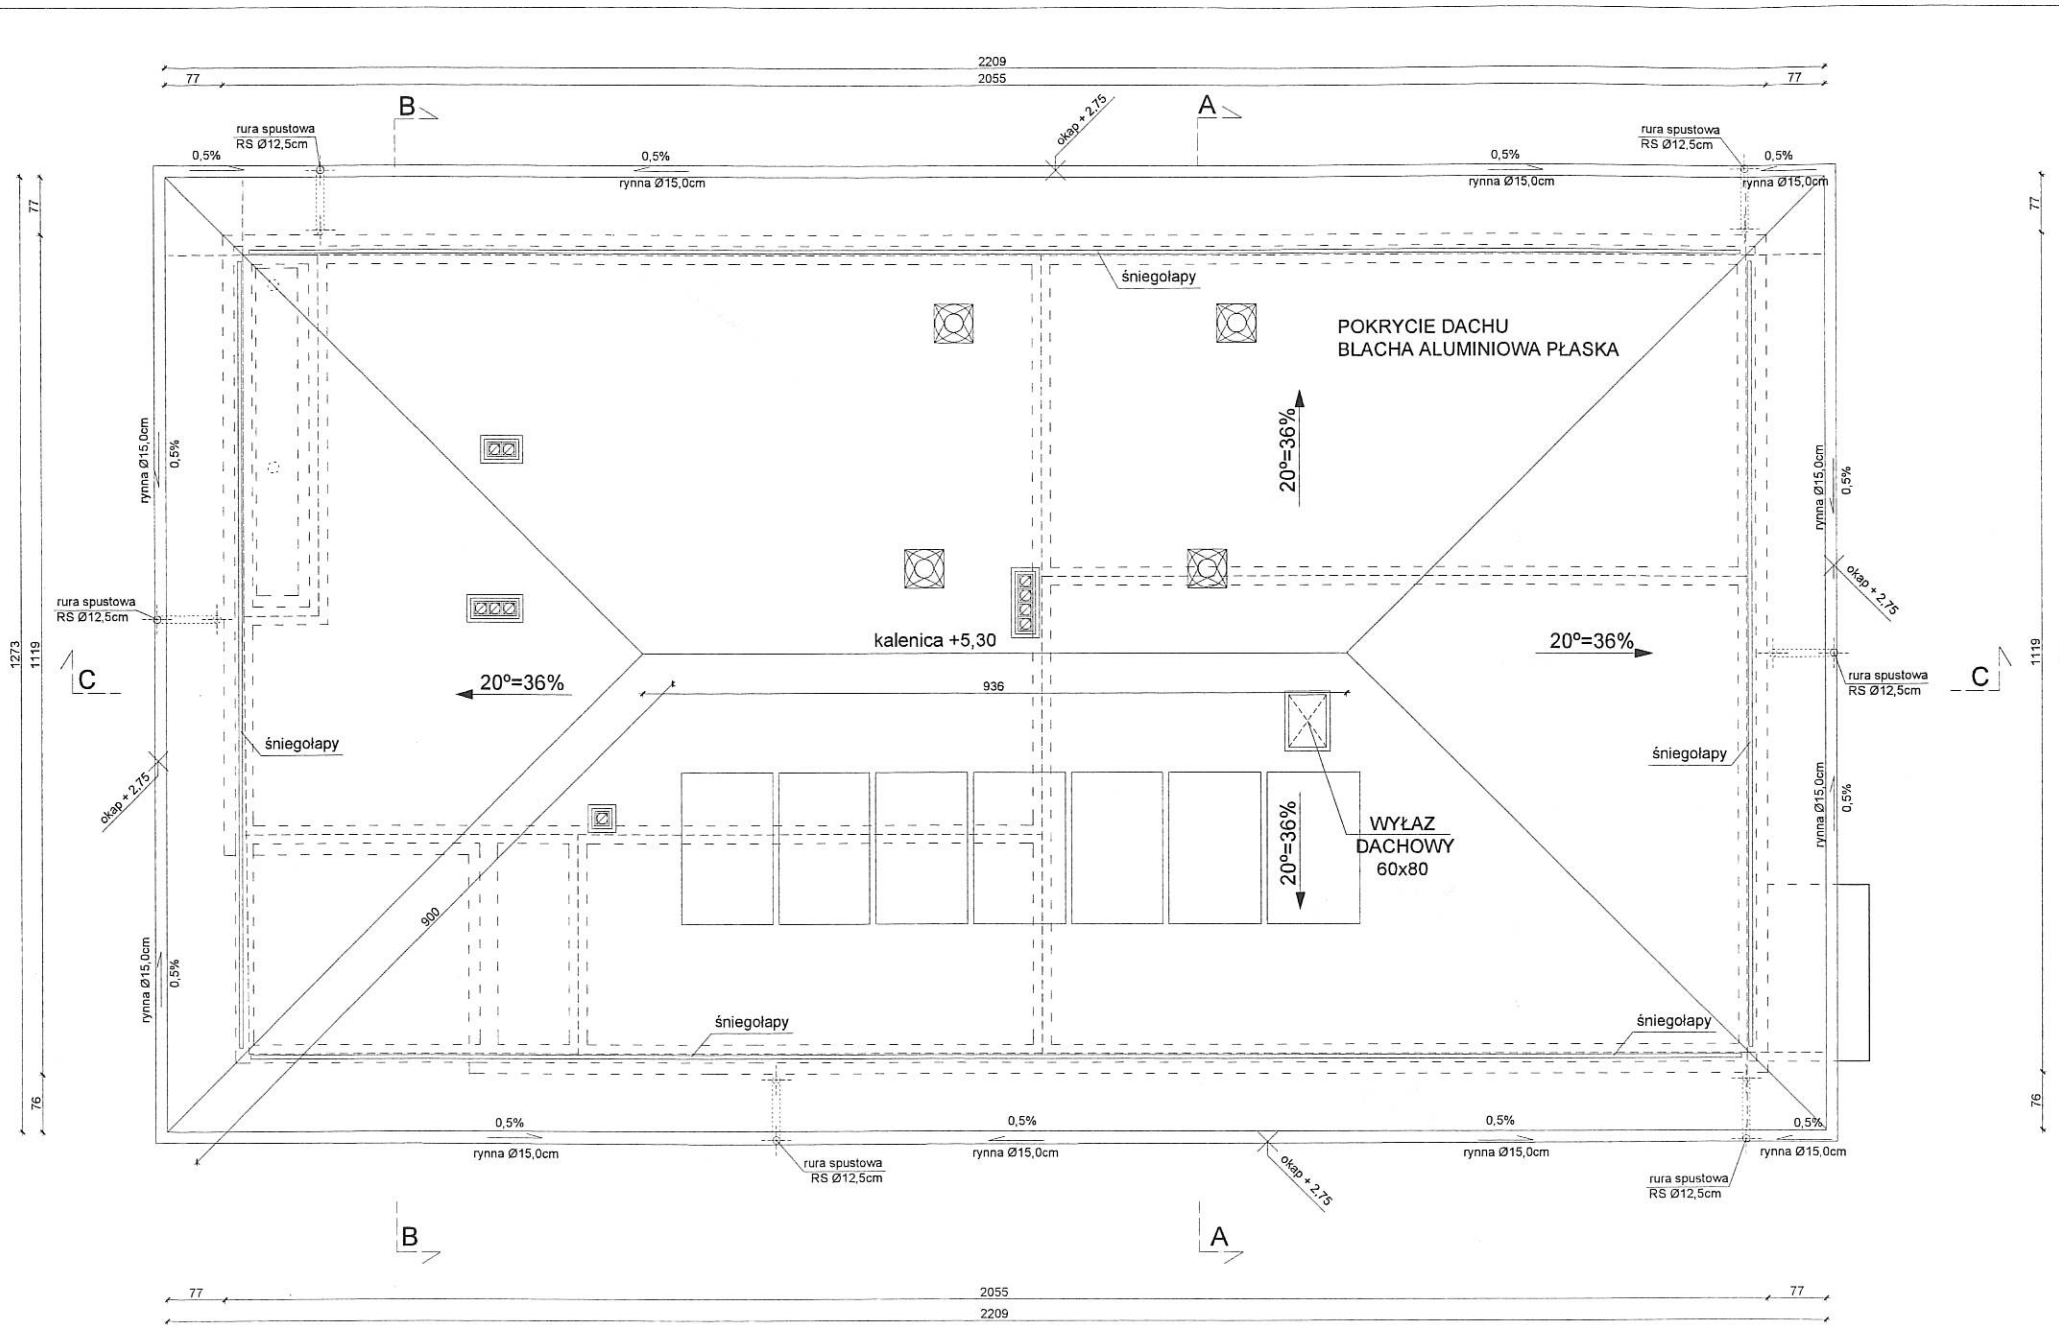 2209
77
2055
77
B
A
okap + 2,75
rura spustowa
RS Ø12,5cm
rura spustowa
RS Ø12,5cm
0,5%
0,5%
0,5%
0,5%
rynna Ø15,0cm
rynna Ø15,0cm
rynna Ø15,0cm
77
77
śniegołapy
POKRYCIE DACHU
BLACHA ALUMINIOWA PŁASKA
20º=36%
rynna Ø15,0cm
0,5%
rynna Ø15,0cm
0,5%
okap + 2,75
rura spustowa
RS Ø12,5cm
kalenica +5,30
20º=36%
1273
1119
1119
C
20º=36%
936
rura spustowa
RS Ø12,5cm
C
śniegołapy
śniegołapy
okap + 2,75
rynna Ø15,0cm
0,5%
20º=36%
WYŁAZ
DACHOWY
60x80
900
rynna Ø15,0cm
0,5%
śniegołapy
śniegołapy
76
76
0,5%
0,5%
0,5%
0,5%
rynna Ø15,0cm
rynna Ø15,0cm
rynna Ø15,0cm
rynna Ø15,0cm
rura spustowa
RS Ø12,5cm
okap + 2,75
rura spustowa
RS Ø12,5cm
B
A
77
2055
77
2209